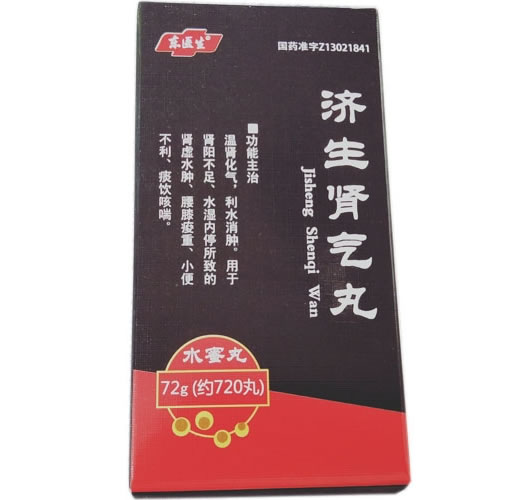 东医生®
国药准字Z13021841
济生肾气丸
Jisheng Shenqi Wan
■功能主治
温肾化气，利水消肿。用于
肾阳不足、水湿内停所致的
肾虚水肿、腰膝痠重、小便
不利、痰饮咳喘。
水蜜丸
72g(约720丸)